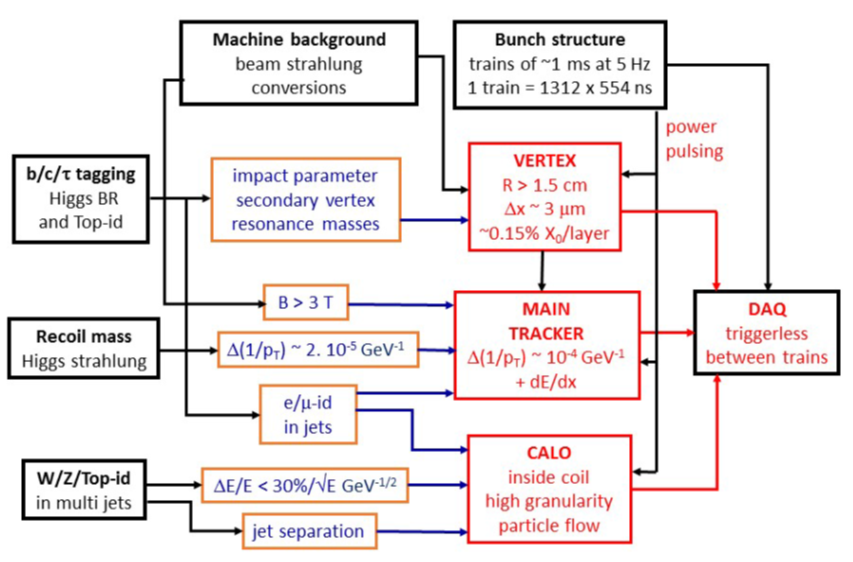 Machine background
beam strahlung
conversions
Bunch structure
trains of ~1 ms at 5 Hz
1 train = 1312 x 554 ns
power
pulsing
b/c/τ tagging
Higgs BR
and Top-id
impact parameter
secondary vertex
resonance masses
VERTEX
R > 1.5 cm
Δx ~ 3 μm
~0.15% X₀/layer
B > 3 T
MAIN
TRACKER
Δ(1/pT) ~ 10⁻⁴ GeV⁻¹
+ dE/dx
DAQ
triggerless
between trains
Recoil mass
Higgs strahlung
Δ(1/pT) ~ 2. 10⁻⁵ GeV⁻¹
e/μ-id
in jets
W/Z/Top-id
in multi jets
ΔE/E < 30%/√E GeV⁻¹/²
jet separation
CALO
inside coil
high granularity
particle flow